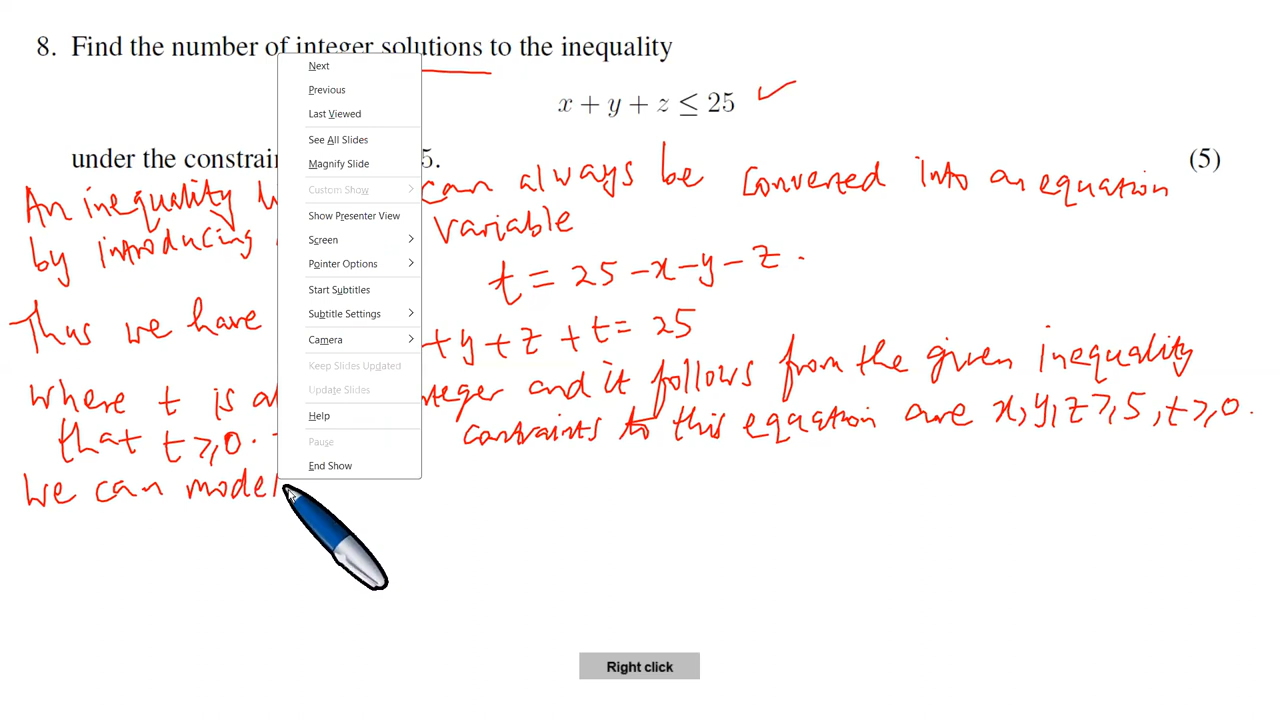 8. Find the number of integer solutions to the inequality
x + y + z ≤ 25 ✓
under the constrai 5. (5)
An inequality can always be converted into an equation
by introducing variable
t = 25 - x - y - z.
Thus we have + y + z + t = 25
where t is a nteger and it follows from the given inequality
that t ≥ 0. contraints to this equation are x, y, z ≥ 5, t ≥ 0.
We can model
Next
Previous
Last Viewed
See All Slides
Magnify Slide
Custom Show
Show Presenter View
Screen
Pointer Options
Start Subtitles
Subtitle Settings
Camera
Keep Slides Updated
Update Slides
Help
Pause
End Show
Right click